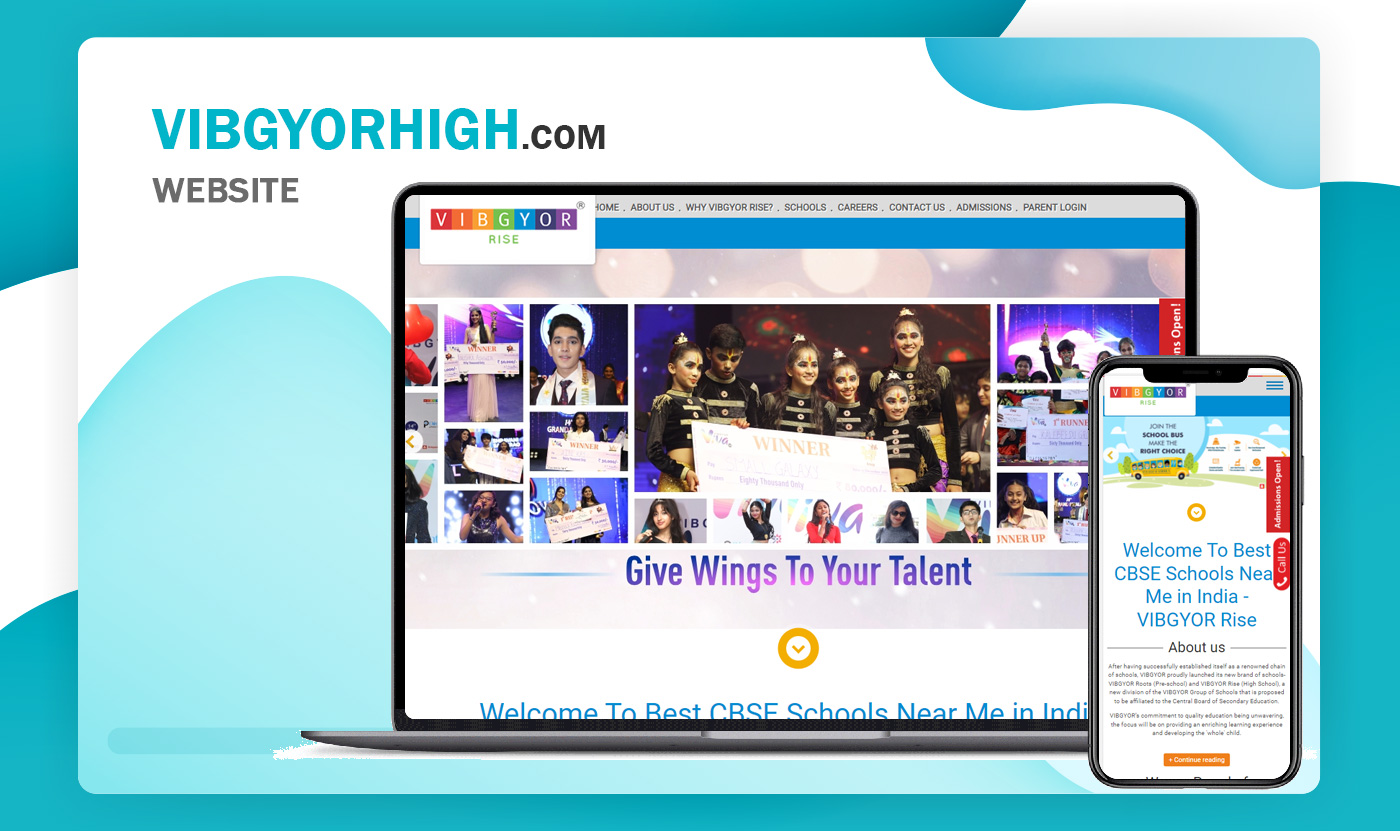 VIBGYORHIGH.COM
WEBSITE
VIBGYOR®
RISE
HOME . ABOUT US . WHY VIBGYOR RISE? . SCHOOLS . CAREERS . CONTACT US . ADMISSIONS . PARENT LOGIN
ns Open!
WINNER
WINNER
WINNER
Eighty Thousand Only
1st RUNNER
UNNER UP
Give Wings To Your Talent
Welcome To Best CBSE Schools Near Me in Indi
VIBGYOR
RISE
JOIN THE
SCHOOL BUS
MAKE THE
RIGHT CHOICE
Admissions Open!
Call Us
Welcome To Best
CBSE Schools Nea
Me in India -
VIBGYOR Rise
About us
After having successfully established itself as a renowned chain
of schools, VIBGYOR proudly launched its new brand of schools-
VIBGYOR Roots (Pre-school) and VIBGYOR Rise (High School), a
new division of the VIBGYOR Group of Schools that is proposed
to be affiliated to the Central Board of Secondary Education.
VIBGYOR's commitment to quality education being unwavering,
the focus will be on providing an enriching learning experience
and developing the 'whole' child.
+ Continue reading